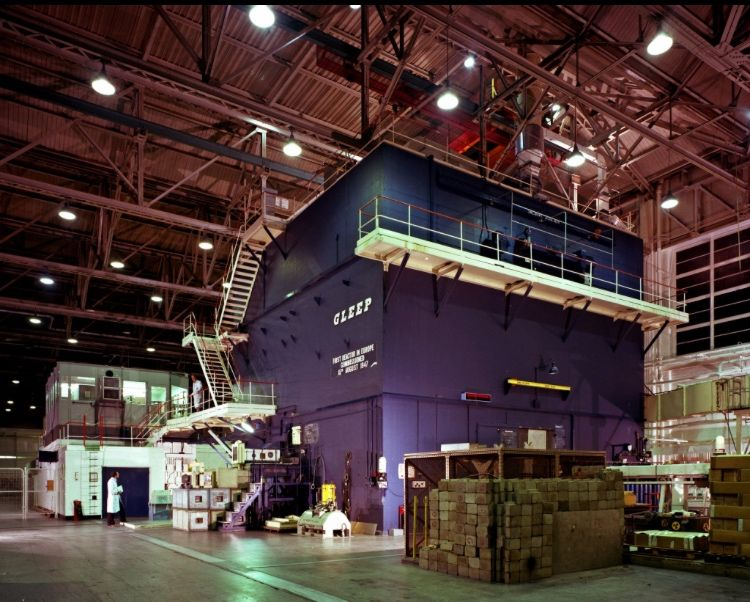 GLEEP
FIRST REACTOR IN EUROPE
COMMISSIONED
15TH AUGUST 1947